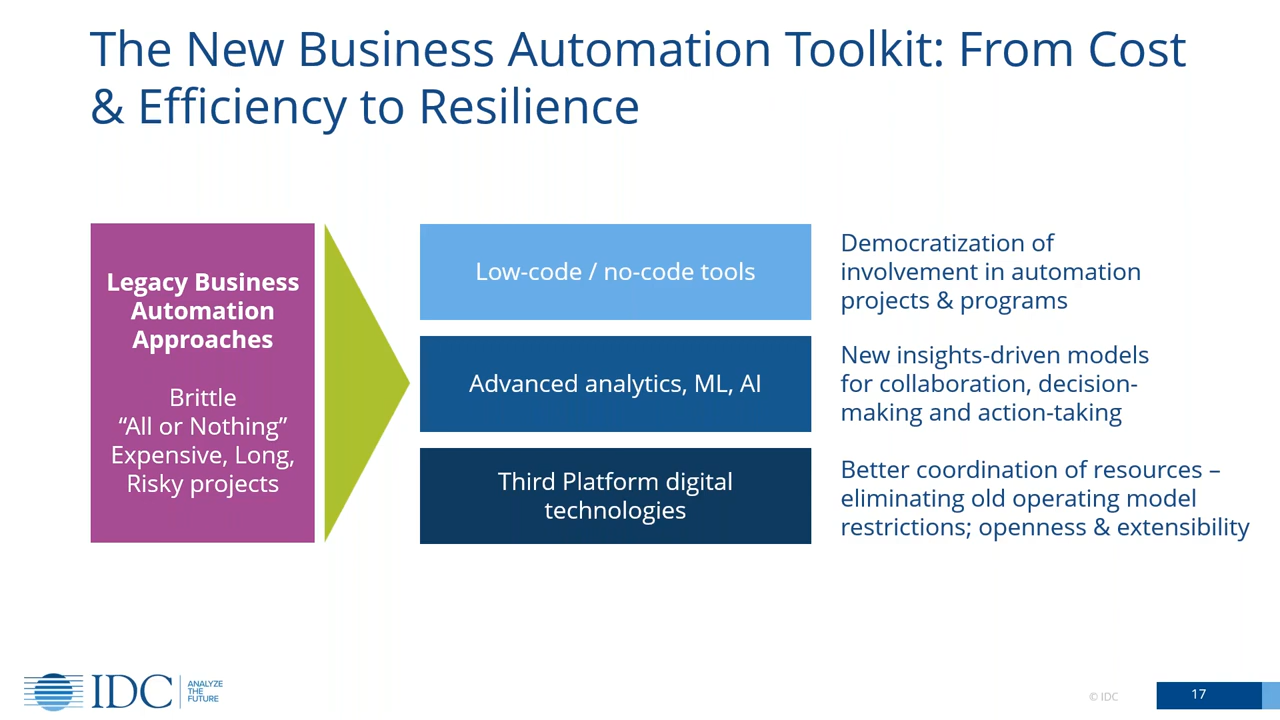 The New Business Automation Toolkit: From Cost
& Efficiency to Resilience
Legacy Business
Automation
Approaches
Brittle
“All or Nothing”
Expensive, Long,
Risky projects
Low-code / no-code tools
Democratization of
involvement in automation
projects & programs
Advanced analytics, ML, AI
New insights-driven models
for collaboration, decision-
making and action-taking
Third Platform digital
technologies
Better coordination of resources –
eliminating old operating model
restrictions; openness & extensibility
IDC
ANALYZE
THE
FUTURE
© IDC
17